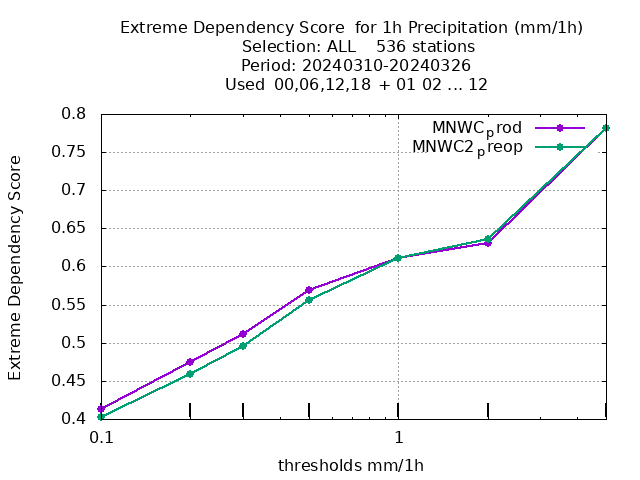 Extreme Dependency Score  for 1h Precipitation (mm/1h)
Selection: ALL    536 stations
Period: 20240310-20240326
Used  00,06,12,18  + 01 02 ... 12
MNWCprod
MNWC2preop
0.8
0.75
0.7
0.65
0.6
0.55
0.5
0.45
0.4
Extreme Dependency Score
0.1
1
thresholds mm/1h